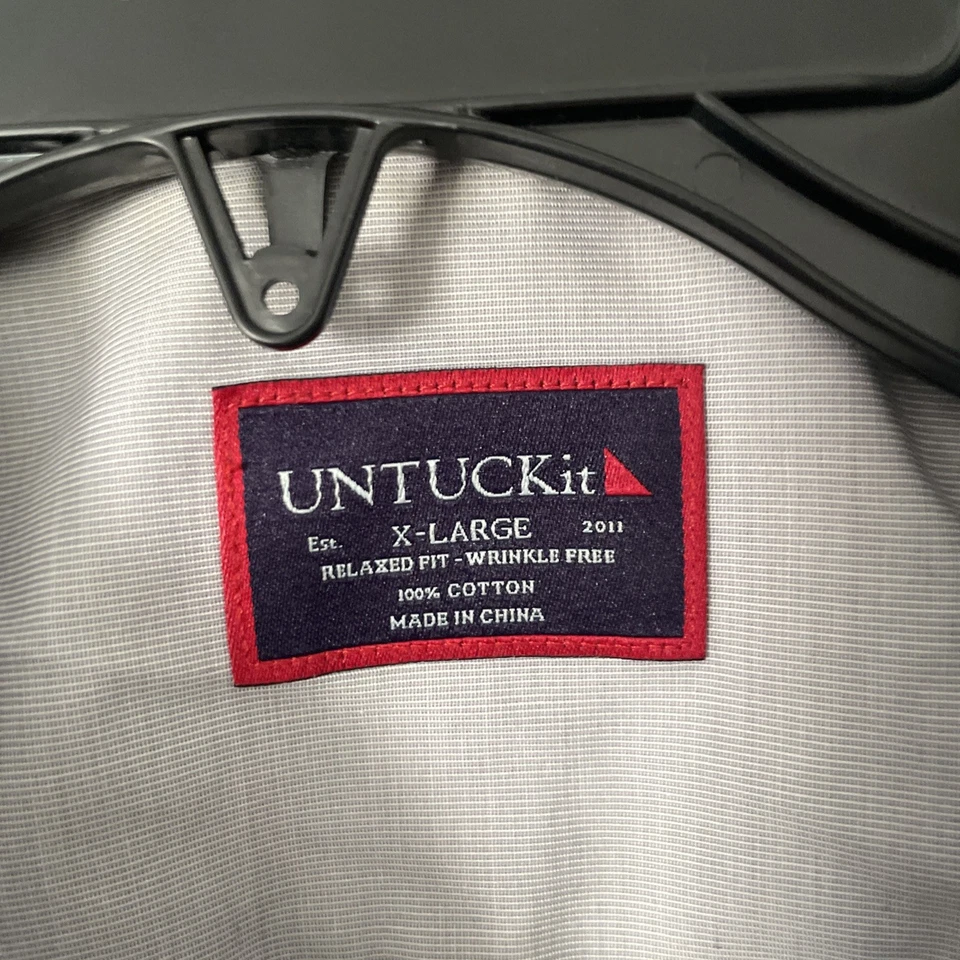 UNTUCKit
Est. X-LARGE 2011
RELAXED FIT - WRINKLE FREE
100% COTTON
MADE IN CHINA